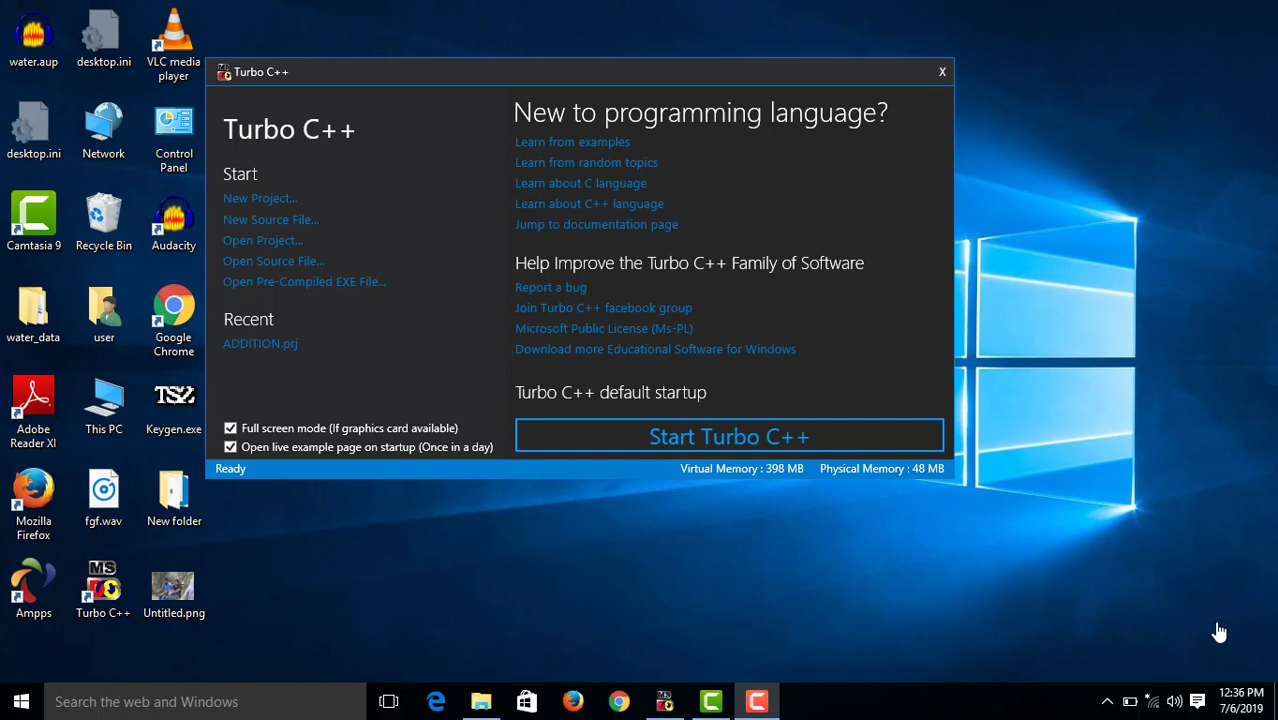 water.aup
desktop.ini
VLC media
player
desktop.ini
Network
Control
Panel
Camtasia 9
Recycle Bin
Audacity
water_data
user
Google
Chrome
Adobe
Reader XI
This PC
TSZ
Keygen.exe
Mozilla
Firefox
fgf.wav
New folder
Ampps
MS
Turbo C++
Untitled.png
Turbo C++
X
Turbo C++
Start
New Project...
New Source File...
Open Project...
Open Source File...
Open Pre-Compiled EXE File...
Recent
ADDITION.prj
Full screen mode (If graphics card available)
Open live example page on startup (Once in a day)
New to programming language?
Learn from examples
Learn from random topics
Learn about C language
Learn about C++ language
Jump to documentation page
Help Improve the Turbo C++ Family of Software
Report a bug
Join Turbo C++ facebook group
Microsoft Public License (Ms-PL)
Download more Educational Software for Windows
Turbo C++ default startup
Start Turbo C++
Ready
Virtual Memory : 398 MB
Physical Memory : 48 MB
Search the web and Windows
12:36 PM
7/6/2019